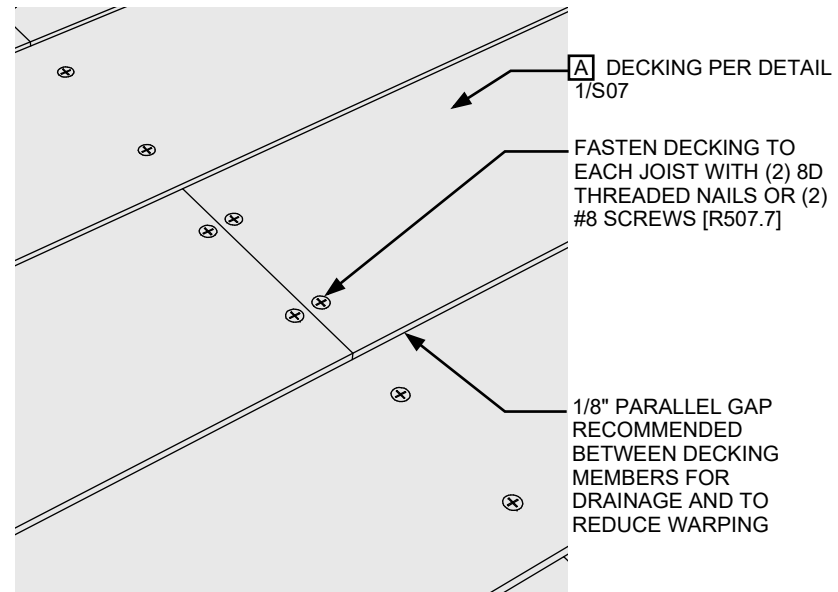 A DECKING PER DETAIL
1/S07
FASTEN DECKING TO
EACH JOIST WITH (2) 8D
THREADED NAILS OR (2)
#8 SCREWS [R507.7]
1/8" PARALLEL GAP
RECOMMENDED
BETWEEN DECKING
MEMBERS FOR
DRAINAGE AND TO
REDUCE WARPING